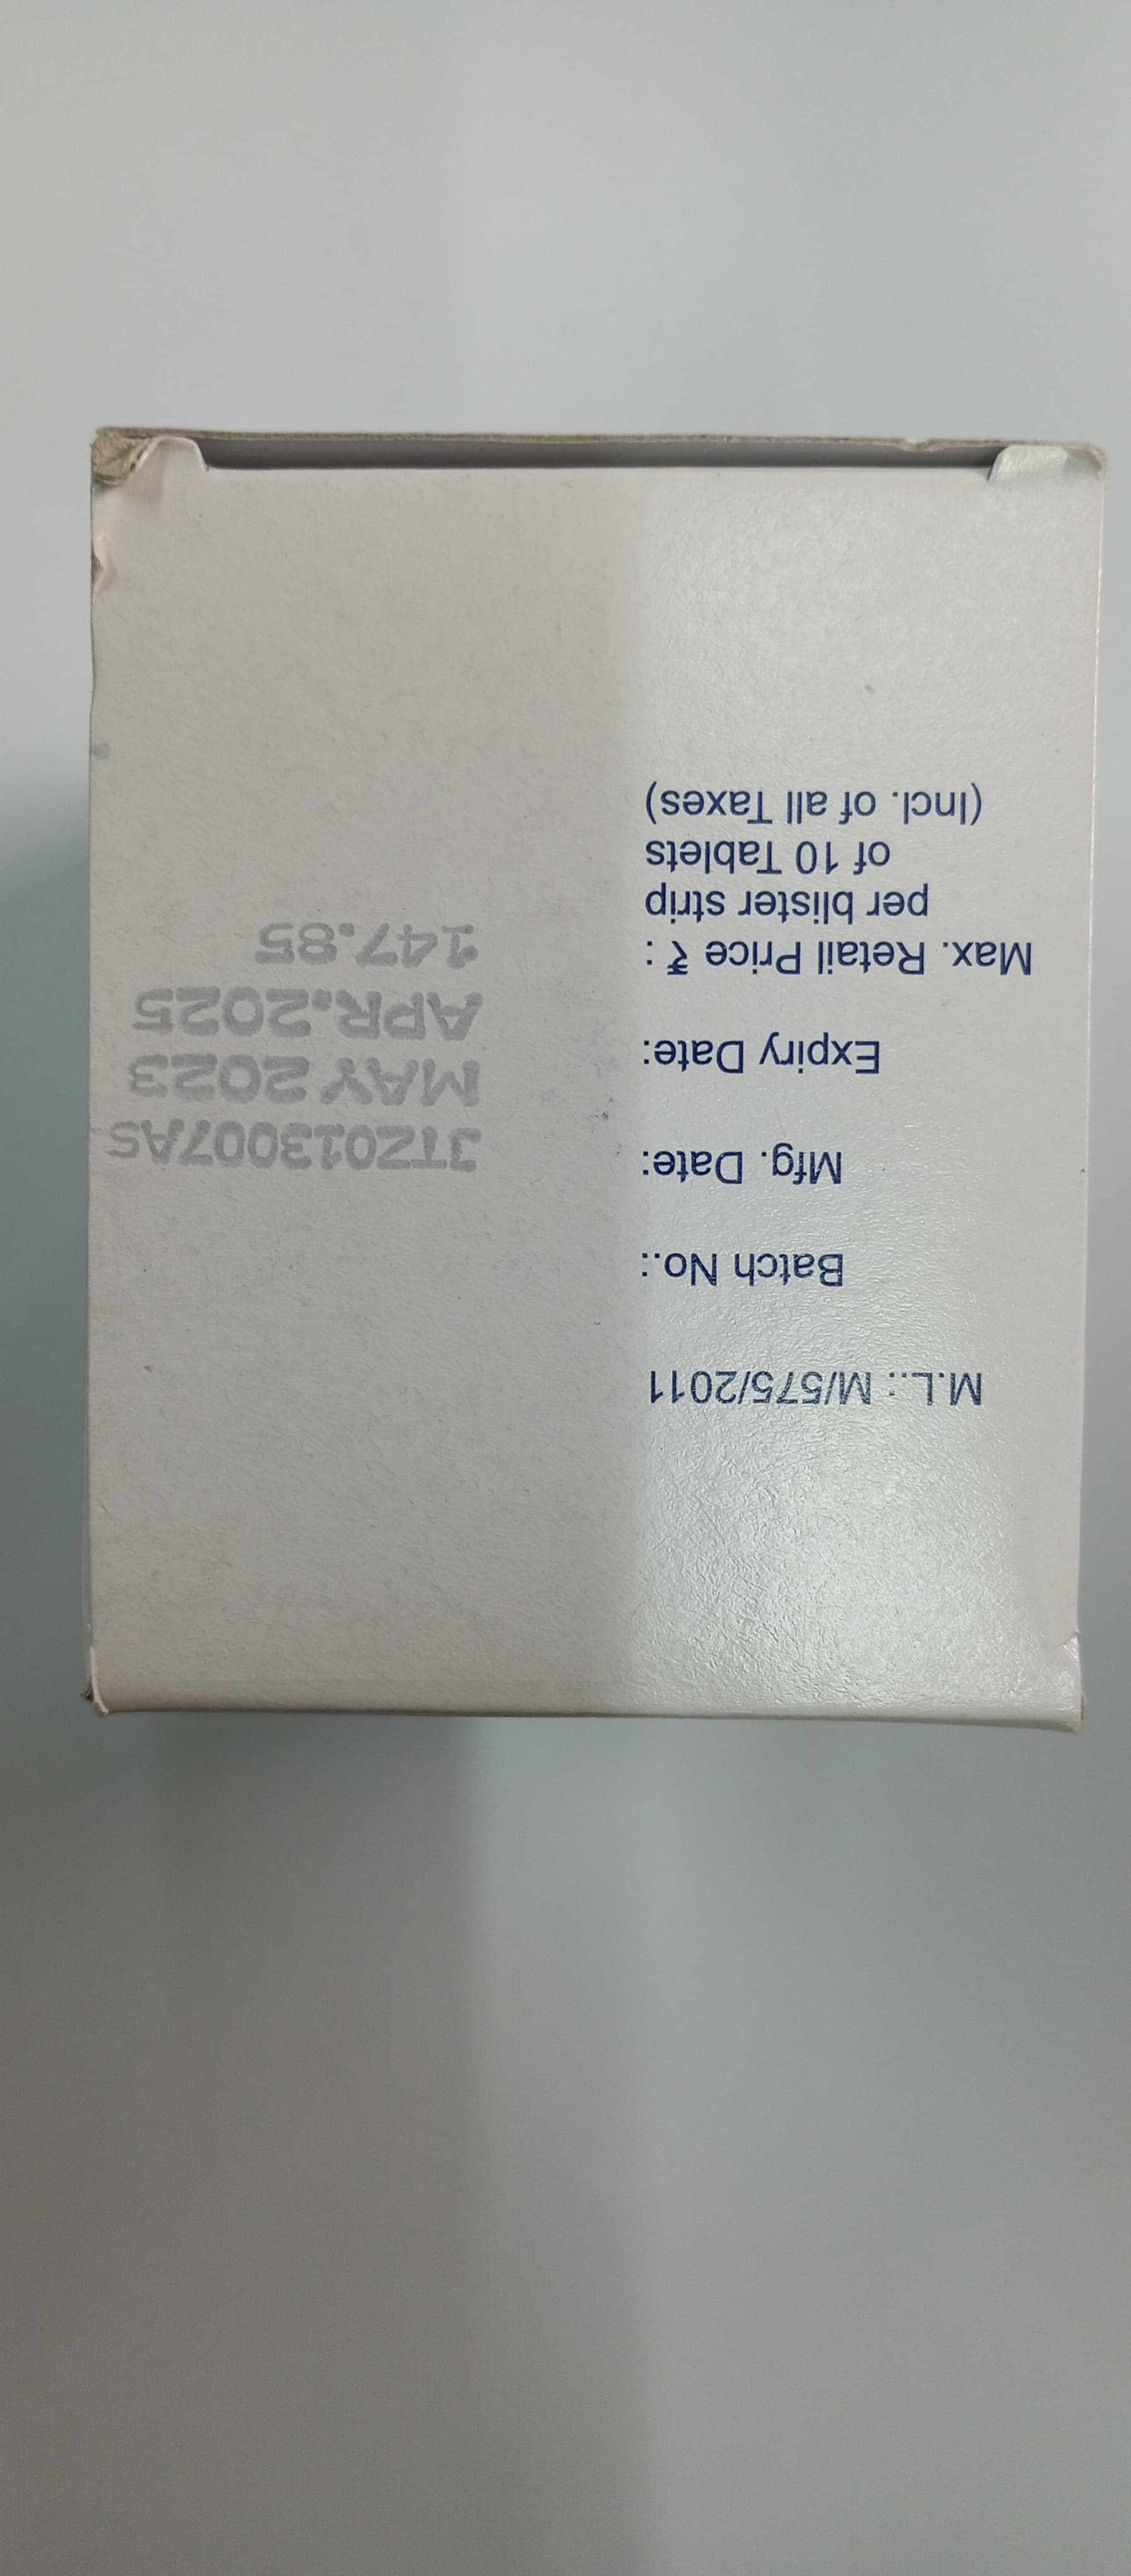 M.L.: M/575/2011
Batch No.:
Mfg. Date:
Expiry Date:
Max. Retail Price ₹ :
per blister strip
of 10 Tablets
(Incl. of all Taxes)
JTZ013007AS
MAY 2023
APR.2025
147.85